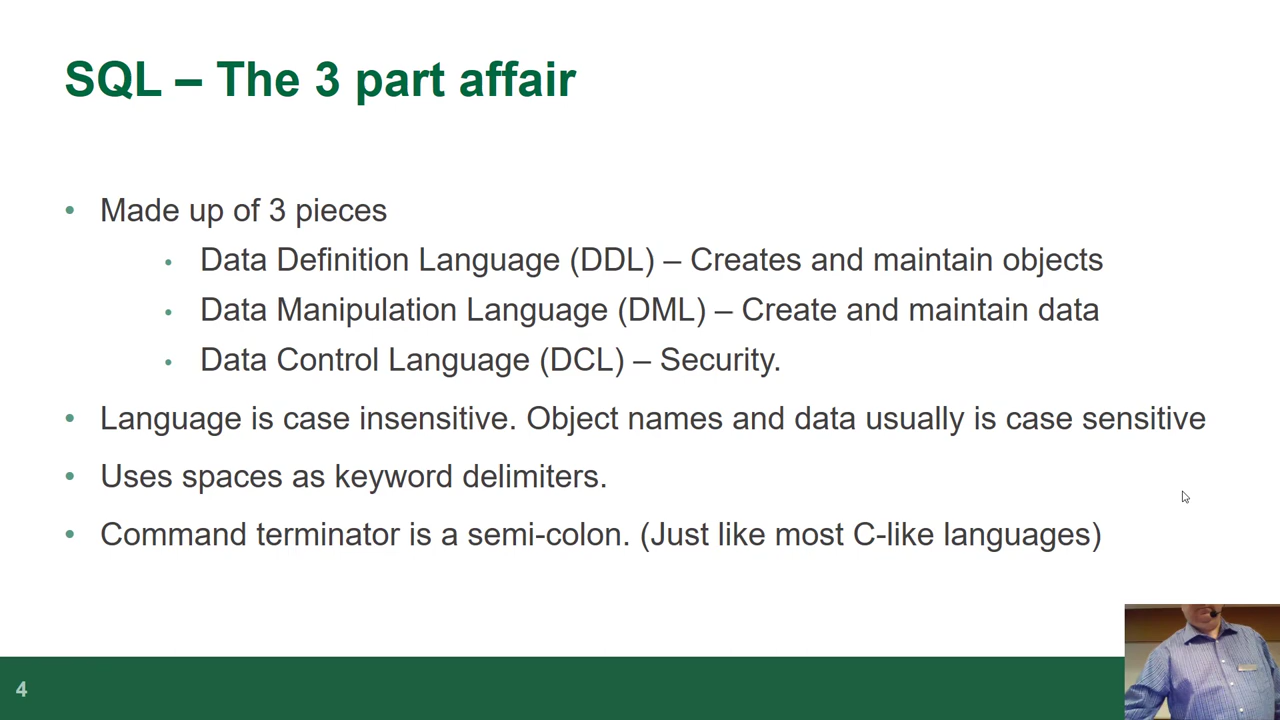 SQL – The 3 part affair
• Made up of 3 pieces
• Data Definition Language (DDL) – Creates and maintain objects
• Data Manipulation Language (DML) – Create and maintain data
• Data Control Language (DCL) – Security.
• Language is case insensitive. Object names and data usually is case sensitive
• Uses spaces as keyword delimiters.
• Command terminator is a semi-colon. (Just like most C-like languages)
4